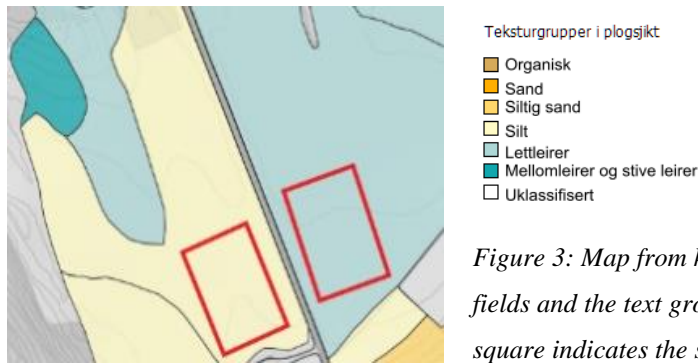 Teksturgrupper i plogsjikt
Organisk
Sand
Siltig sand
Silt
Lettleirer
Mellomleirer og stive leirer
Uklassifisert
Figure 3: Map from
fields and the text
square indicates the